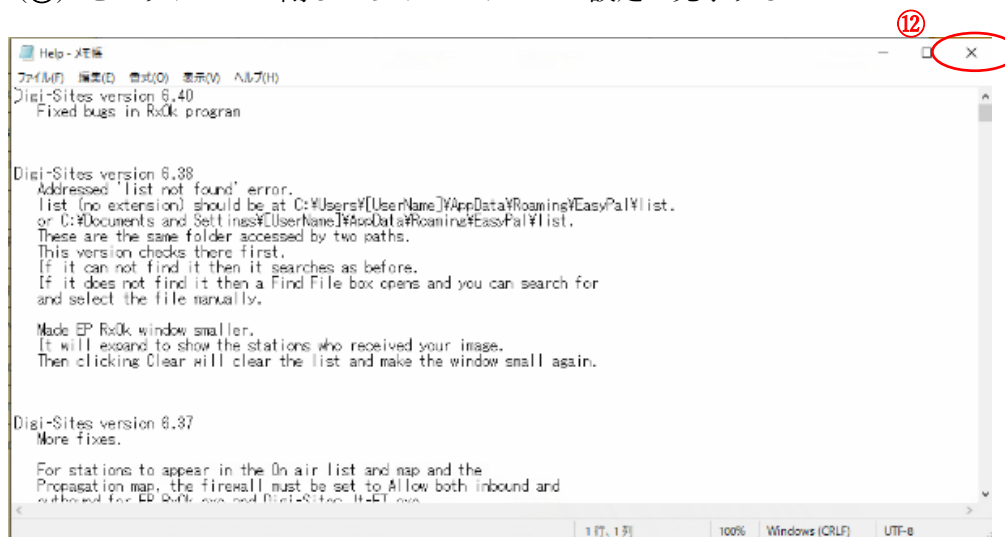 ⑫
Help - メモ帳
ファイル(F) 編集(E) 書式(O) 表示(V) ヘルプ(H)
Digi-Sites version 6.40
Fixed bugs in RxOk program
Digi-Sites version 6.38
Addressed 'list not found' error.
list (no extension) should be at C:¥Users¥[UserName]¥AppData¥Roaming¥EasyPal¥list.
or C:¥Documents and Settings¥[UserName]¥AppData¥Roaming¥EasyPal¥list.
These are the same folder accessed by two paths.
This version checks there first.
If it can not find it then it searches as before.
If it does not find it then a Find File box opens and you can search for
and select the file manually.
Made EP RxOk window smaller.
It will expand to show the stations who received your image.
Then clicking Clear will clear the list and make the window small again.
Digi-Sites version 6.37
More fixes.
For stations to appear in the On air list and map and the
Propagation map, the firewall must be set to Allow both inbound and
1 行、1 列 100% Windows (CRLF) UTF-8